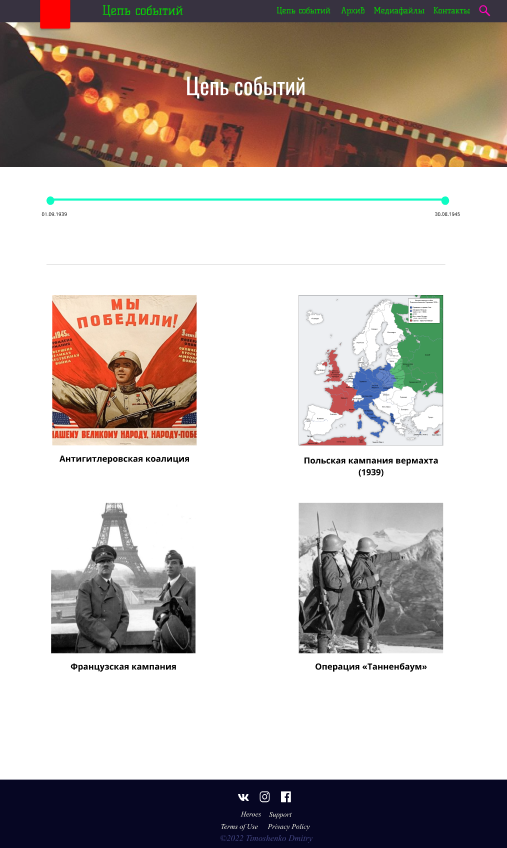 Цепь событий
Цепь событий Архив Медиафайлы Контакты
Цепь событий
01.09.1939
30.08.1945
МЫ
ПОБЕДИЛИ!
НАШЕМУ ВЕЛИКОМУ НАРОДУ, НАРОДУ-ПОБЕ
Антигитлеровская коалиция
Польская кампания вермахта
(1939)
Французская кампания
Операция «Танненбаум»
Heroes Support
Terms of Use Privacy Policy
©2022 Timoshenko Dmitry